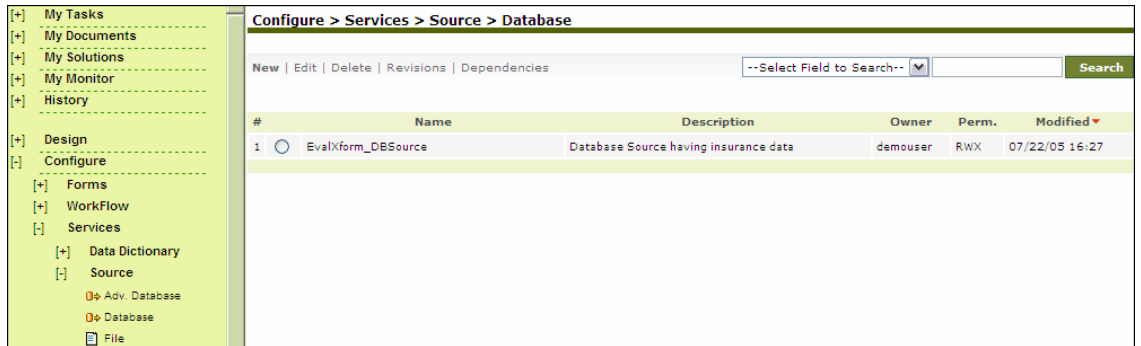 [+] My Tasks
[+] My Documents
[+] My Solutions
[+] My Monitor
[+] History
[+] Design
[-] Configure
[+] Forms
[+] WorkFlow
[-] Services
[+] Data Dictionary
[-] Source
Adv. Database
Database
File
Configure > Services > Source > Database
New | Edit | Delete | Revisions | Dependencies
--Select Field to Search-- Search
# Name Description Owner Perm. Modified
1 EvalXform_DBSource Database Source having insurance data demouser RWX 07/22/05 16:27